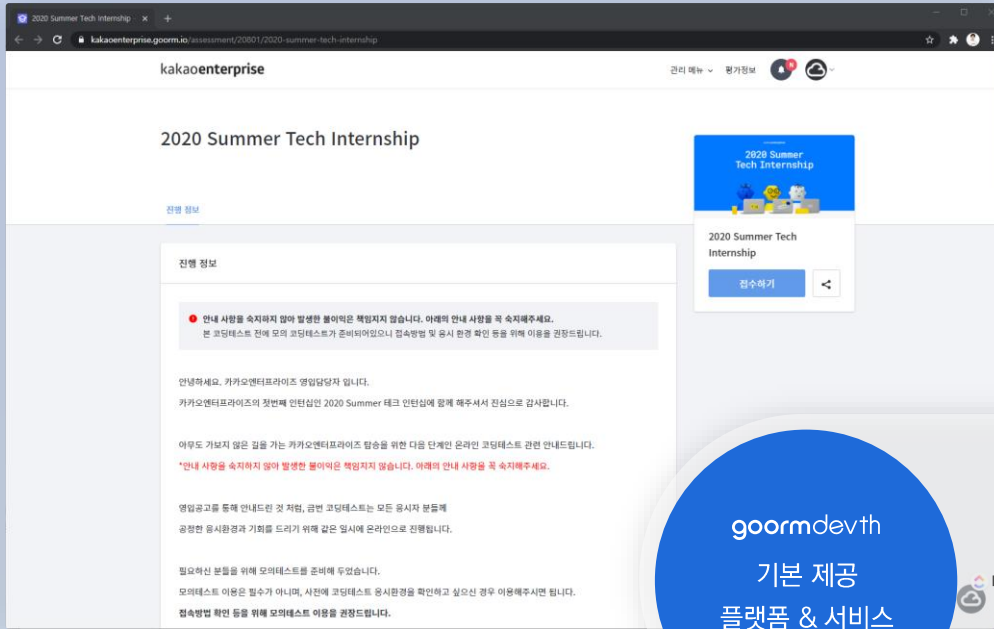 2020 Summer Tech Internship
kakaoenterprise.goorm.io/assessment/20801/2020-summer-tech-internship
kakaoenterprise
관리 메뉴
평가정보
N
2020 Summer Tech Internship
2020 Summer
Tech Internship
진행 정보
2020 Summer Tech
Internship
접수하기
진행 정보
안내 사항을 숙지하지 않아 발생한 불이익은 책임지지 않습니다. 아래의 안내 사항을 꼭 숙지해주세요.
본 코딩테스트 전에 모의 코딩테스트가 준비되어있으니 접속방법 및 응시 환경 확인 등을 위해 이용을 권장드립니다.
안녕하세요. 카카오엔터프라이즈 영입담당자 입니다.
카카오엔터프라이즈의 첫번째 인턴십인 2020 Summer 테크 인턴십에 함께 해주셔서 진심으로 감사합니다.
아무도 가보지 않은 길을 가는 카카오엔터프라이즈 탑승을 위한 다음 단계인 온라인 코딩테스트 관련 안내드립니다.
*안내 사항을 숙지하지 않아 발생한 불이익은 책임지지 않습니다. 아래의 안내 사항을 꼭 숙지해주세요.
영입공고를 통해 안내드린 것 처럼, 금번 코딩테스트는 모든 응시자 분들께
공정한 응시환경과 기회를 드리기 위해 같은 일시에 온라인으로 진행됩니다.
필요하신 분들을 위해 모의테스트를 준비해 두었습니다.
모의테스트 이용은 필수가 아니며, 사전에 코딩테스트 응시환경을 확인하고 싶으신 경우 이용해주시면 됩니다.
접속방법 확인 등을 위해 모의테스트 이용을 권장드립니다.
goormdevth
기본 제공
플랫폼 & 서비스